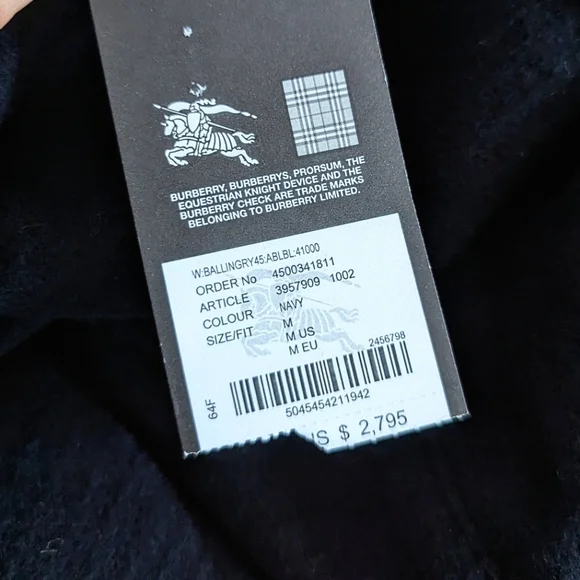 BURBERRY, BURBERRYS, PRORSUM, THE
EQUESTRIAN KNIGHT DEVICE AND THE
BURBERRY CHECK ARE TRADE MARKS
BELONGING TO BURBERRY LIMITED.
W:BALLINGRY45:ABLBL:41000
ORDER No 4500341811
ARTICLE 3957909 1002
COLOUR NAVY
SIZE/FIT M
M US
M EU
2456798
64F
5045454211942
US $ 2,795